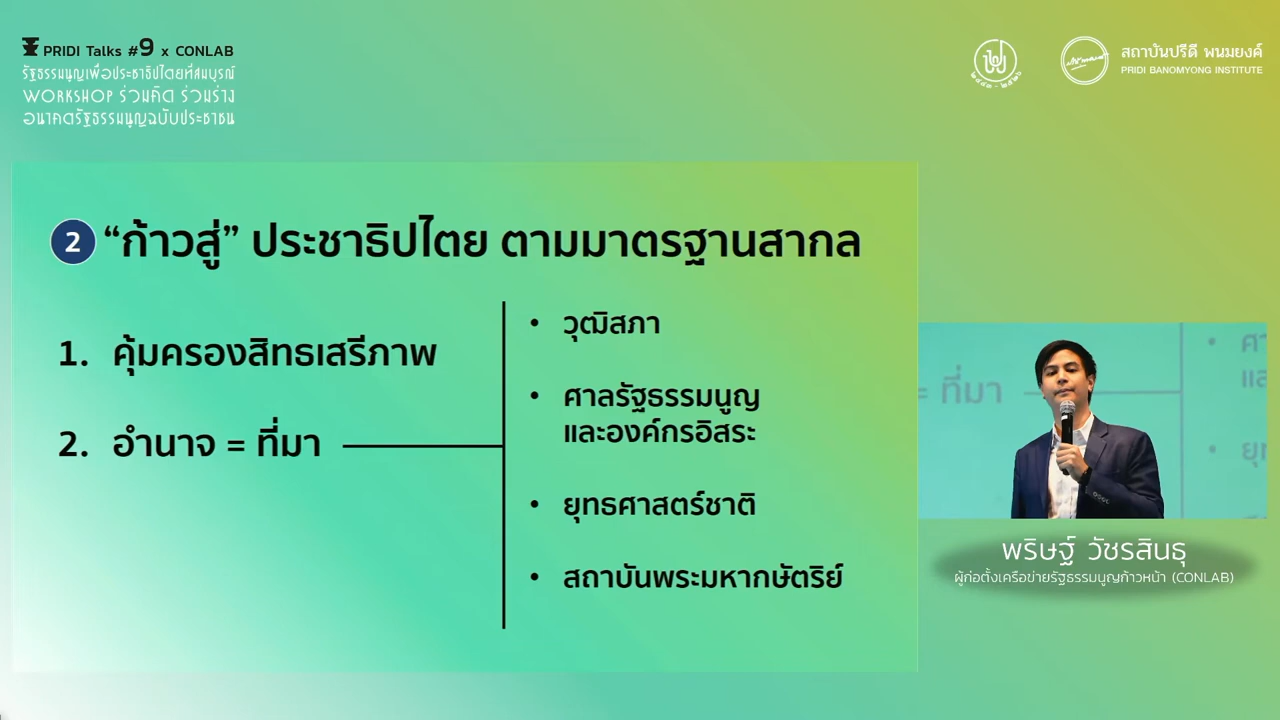 PRIDI Talks #9 x CONLAB
รัฐธรรมนูญเพื่อประชาธิปไตยที่สมบูรณ์
WORKSHOP ร่วมคิด ร่วมร่าง
อนาคตรัฐธรรมนูญฉบับประชาชน
๒๔๔๓ - ๒๕๒๖
สถาบันปรีดี พนมยงค์
PRIDI BANOMYONG INSTITUTE
2 “ก้าวสู่” ประชาธิปไตย ตามมาตรฐานสากล
1. คุ้มครองสิทธเสรีภาพ
2. อำนาจ = ที่มา
• วุฒิสภา
• ศาลรัฐธรรมนูญ
และองค์กรอิสระ
• ยุทธศาสตร์ชาติ
• สถาบันพระมหากษัตริย์
= ที่มา
พริษฐ์ วัชรสินธุ
ผู้ก่อตั้งเครือข่ายรัฐธรรมนูญก้าวหน้า (CONLAB)